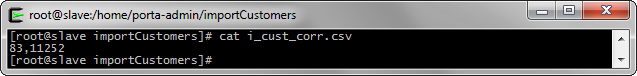 root@slave:/home/porta-admin/importCustomers
[root@slave importCustomers]# cat i_cust_corr.csv
83,11252
[root@slave importCustomers]#